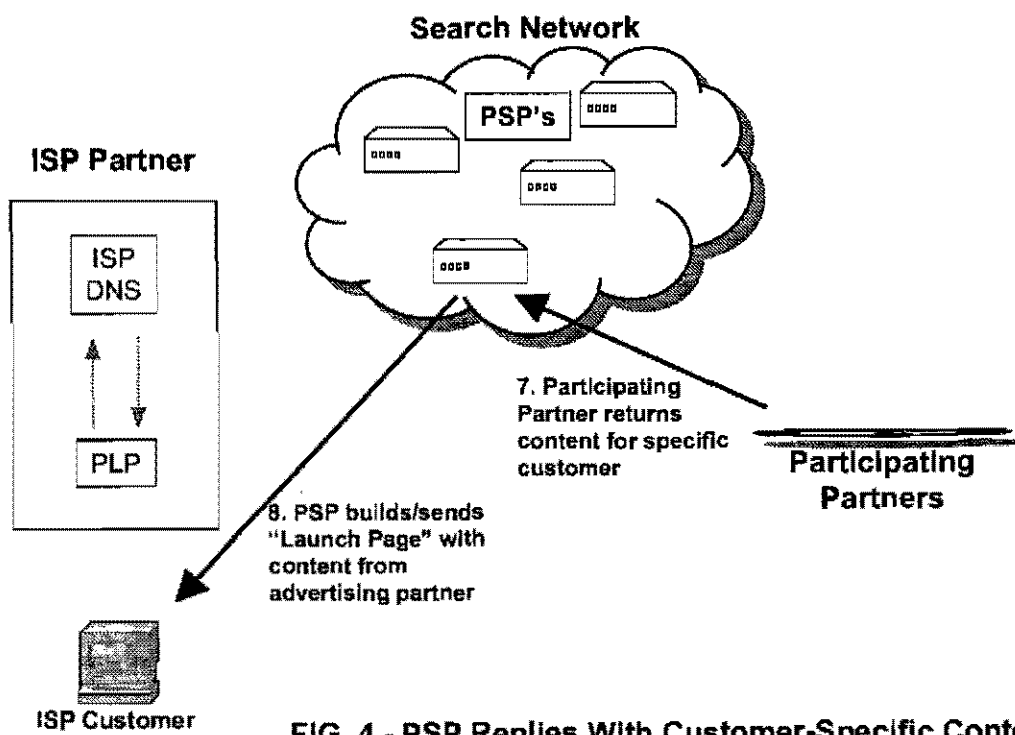 Search Network
PSP's
ISP Partner
ISP
DNS
PLP
7. Participating
Partner returns
content for specific
customer
Participating
Partners
8. PSP builds/sends
"Launch Page" with
content from
advertising partner
ISP Customer
FIG. 4 - PSP Replies With Customer-Specific